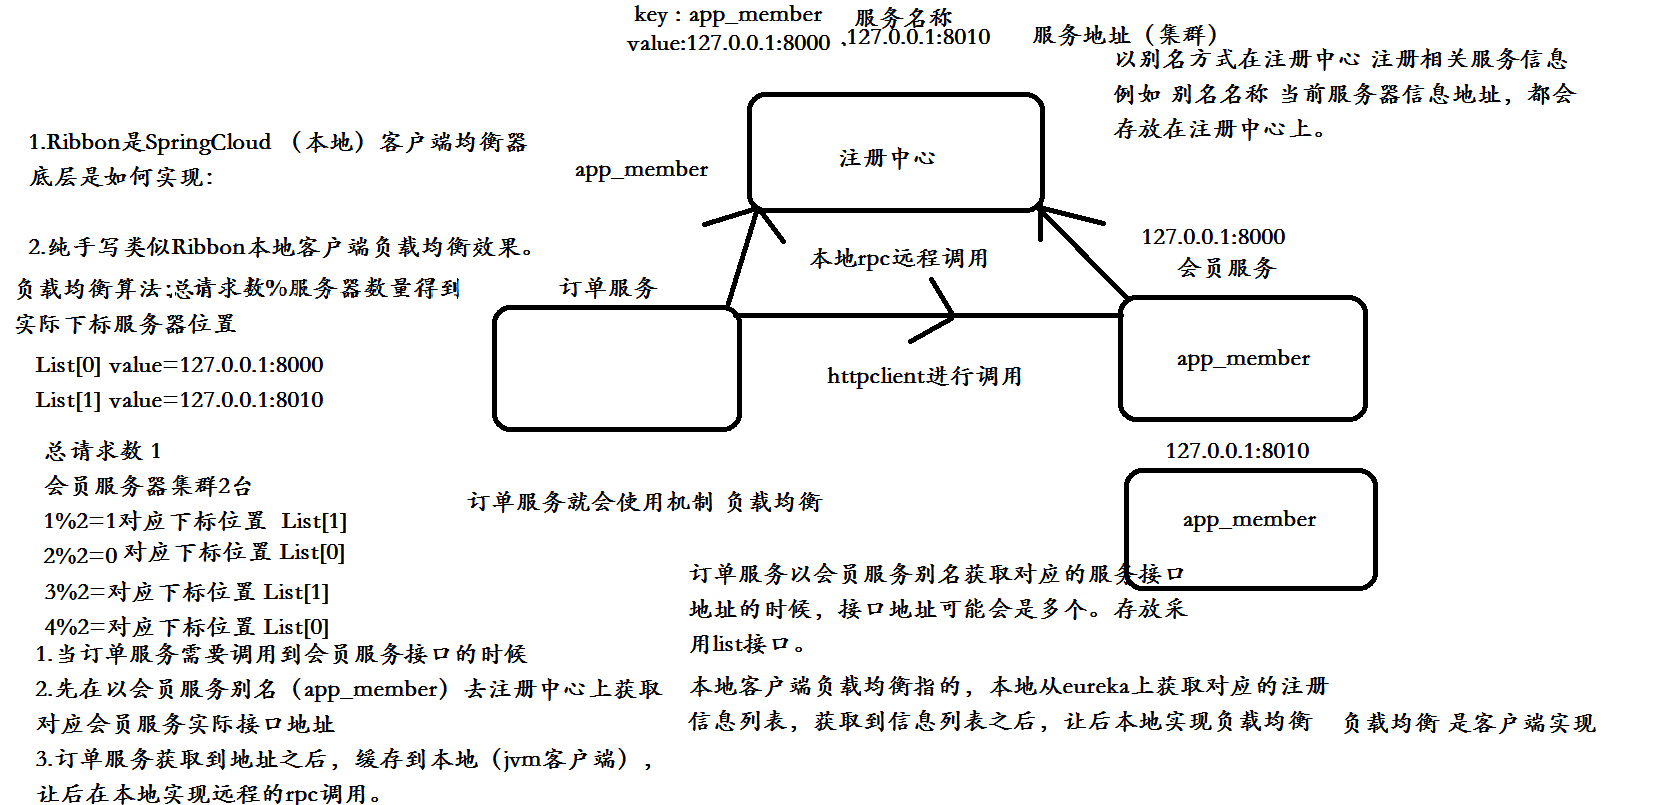 key : app_member 服务名称
value:127.0.0.1:8000 ,127.0.0.1:8010 服务地址（集群）
以别名方式在注册中心 注册相关服务信息
例如 别名名称 当前服务器信息地址，都会
存放在注册中心上。
1.Ribbon是SpringCloud （本地）客户端均衡器
底层是如何实现：
app_member
注册中心
2.纯手写类似Ribbon本地客户端负载均衡效果。
负载均衡算法:总请求数%服务器数量得到
实际下标服务器位置
List[0] value=127.0.0.1:8000
List[1] value=127.0.0.1:8010
总请求数 1
会员服务器集群2台
1%2=1对应下标位置 List[1]
2%2=0 对应下标位置 List[0]
3%2=对应下标位置 List[1]
4%2=对应下标位置 List[0]
1.当订单服务需要调用到会员服务接口的时候
2.先在以会员服务别名（app_member）去注册中心上获取
对应会员服务实际接口地址
3.订单服务获取到地址之后，缓存到本地（jvm客户端），
让后在本地实现远程的rpc调用。
订单服务
本地rpc远程调用
httpclient进行调用
127.0.0.1:8000
会员服务
app_member
127.0.0.1:8010
app_member
订单服务就会使用机制 负载均衡
订单服务以会员服务别名获取对应的服务接口
地址的时候，接口地址可能会是多个。存放采
用list接口。
本地客户端负载均衡指的，本地从eureka上获取对应的注册
信息列表，获取到信息列表之后，让后本地实现负载均衡 负载均衡 是客户端实现